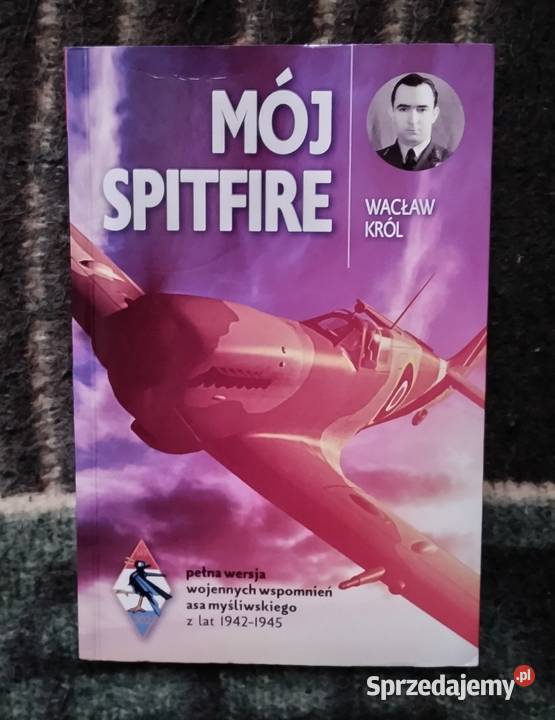 MÓJ
SPITFIRE
WACŁAW
KRÓL
pełna wersja
wojennych wspomnień
asa myśliwskiego
z lat 1942-1945
Sprzedajemy.pl